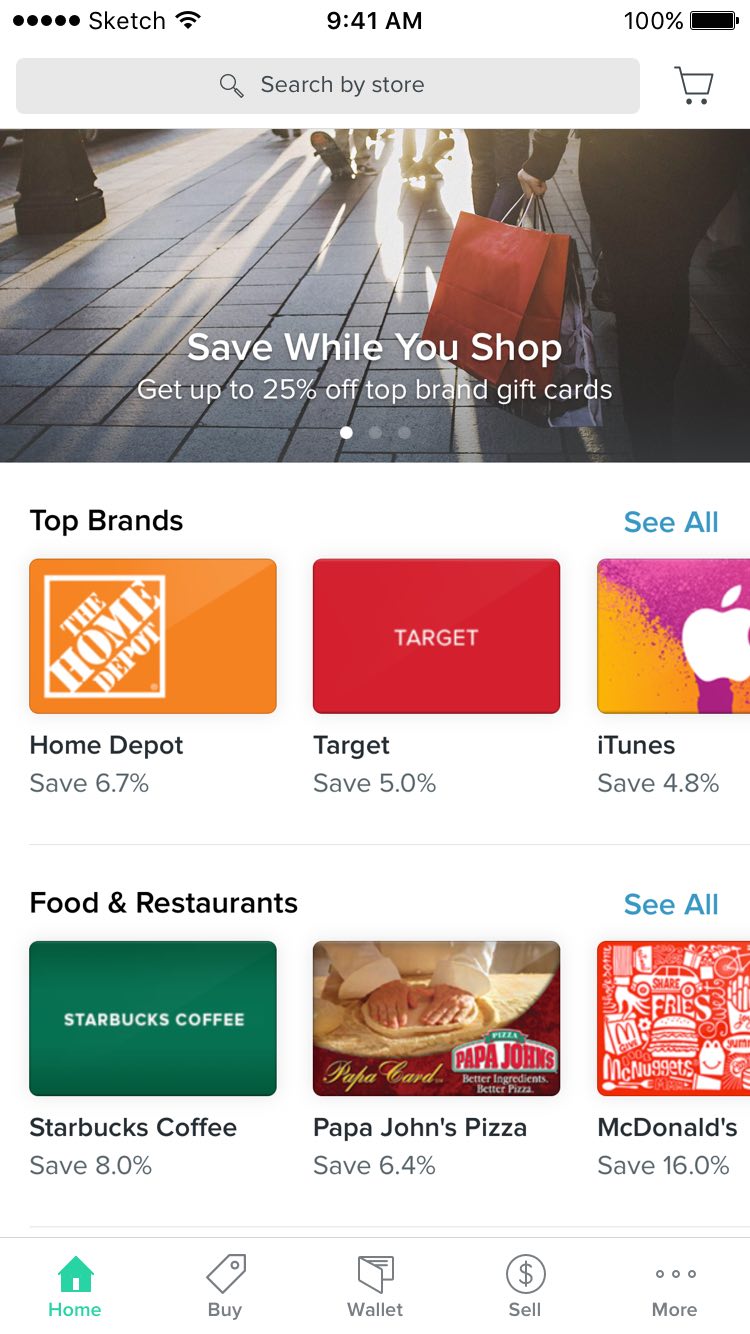 Sketch 9:41 AM 100%
Search by store
Save While You Shop
Get up to 25% off top brand gift cards
Top Brands See All
THE
HOME
DEPOT
TARGET
Home Depot Target iTunes
Save 6.7% Save 5.0% Save 4.8%
Food & Restaurants See All
STARBUCKS COFFEE
PIZZA
PAPA JOHNS
Papa Card
Better Ingredients.
Better Pizza.
SHARE
FRIES
McNuggets
Starbucks Coffee Papa John's Pizza McDonald's
Save 8.0% Save 6.4% Save 16.0%
Home Buy Wallet Sell More